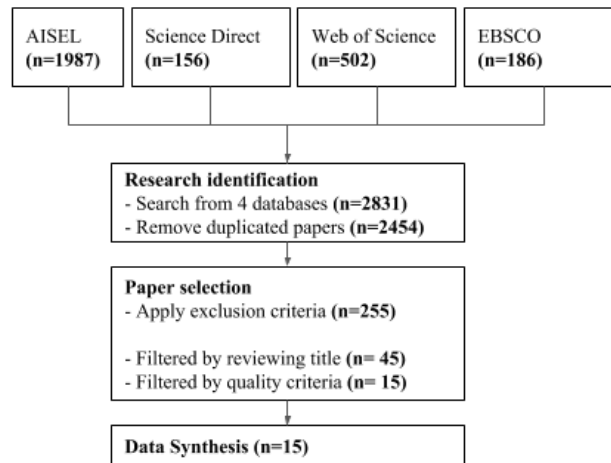 AISEL
(n=1987)
Science Direct
(n=156)
Web of Science
(n=502)
EBSCO
(n=186)
Research identification
- Search from 4 databases (n=2831)
- Remove duplicated papers (n=2454)
Paper selection
- Apply exclusion criteria (n=255)
- Filtered by reviewing title (n= 45)
- Filtered by quality criteria (n= 15)
Data Synthesis (n=15)